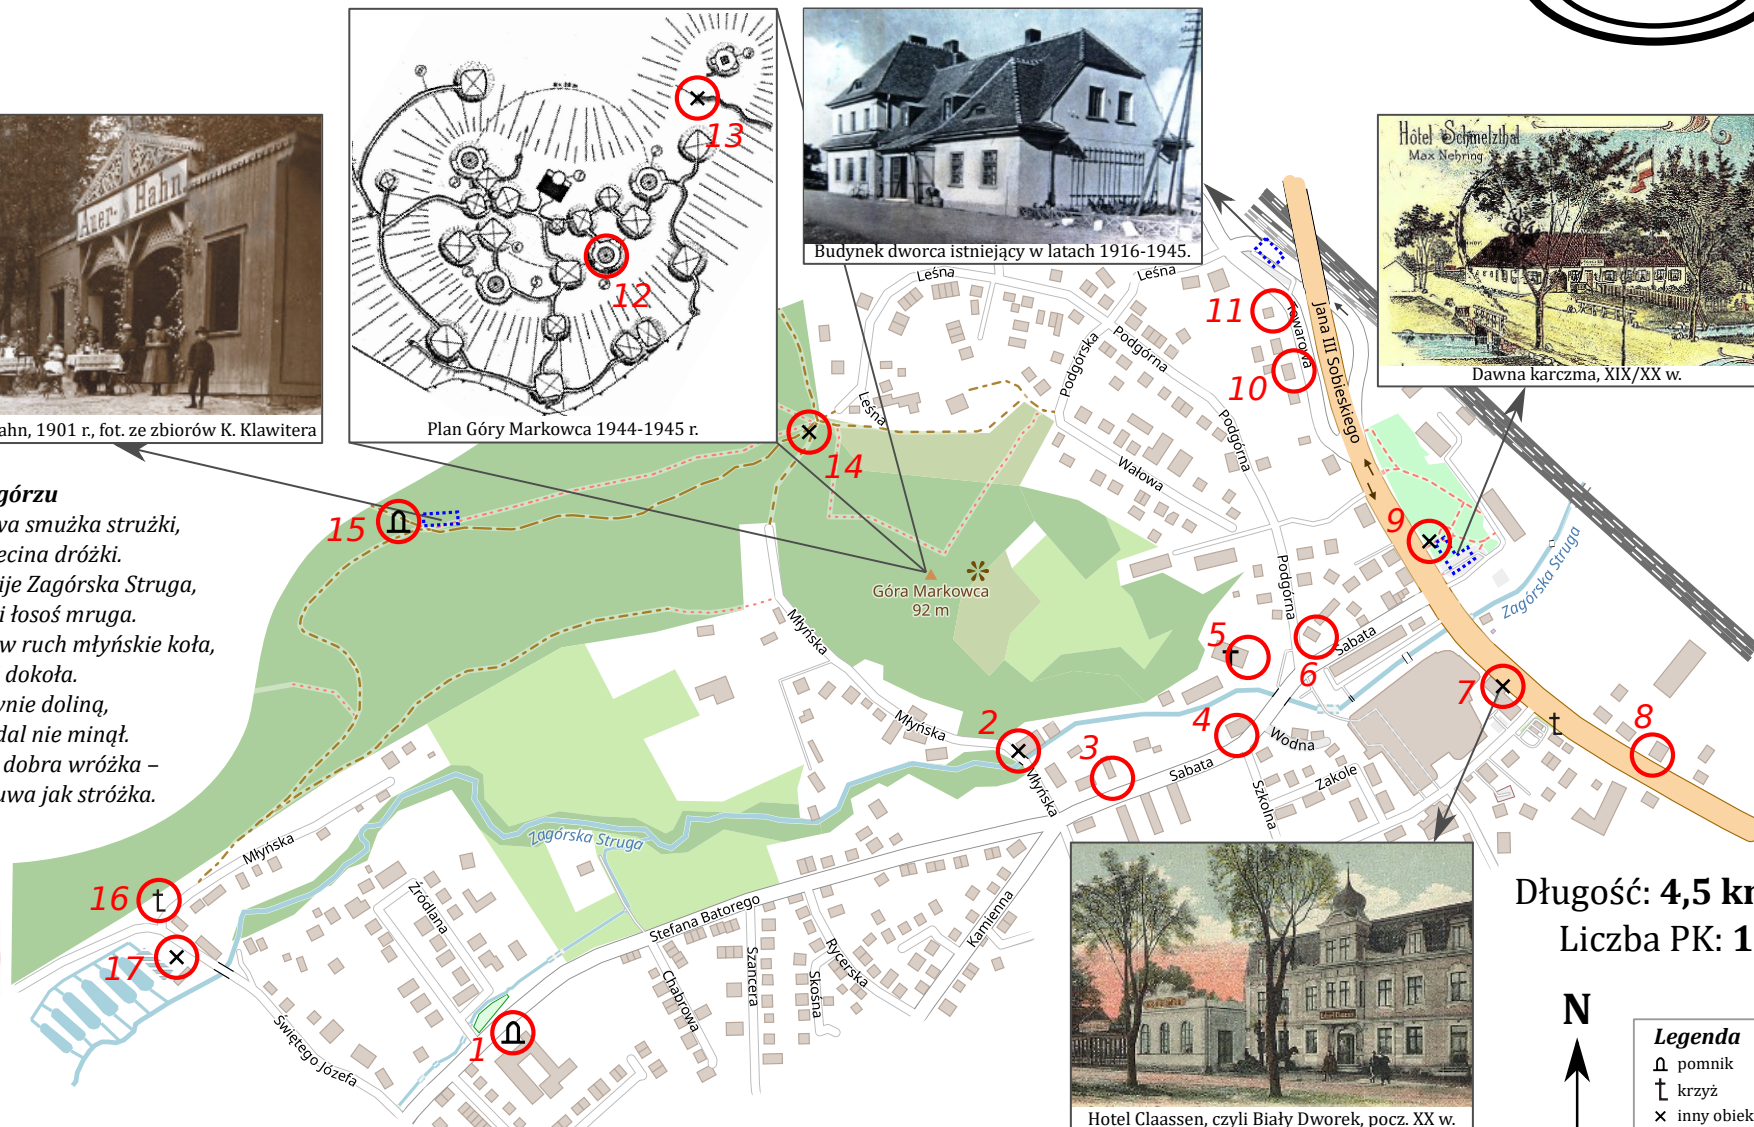 Auer-Hahn
ahn, 1901 r., fot. ze zbiorów K. Klawitera
13
12
Plan Góry Markowca 1944-1945 r.
Budynek dworca istniejący w latach 1916-1945.
Hôtel Schmelzthal
Max Nehring
Dawna karczma, XIX/XX w.
górzu
wa smużka strużki,
ecina dróżki.
ije Zagórska Struga,
i łosoś mruga.
w ruch młyńskie koła,
dokoła.
nie doliną,
dal nie minął.
dobra wróżka –
uwa jak stróżka.
Leśna
Leśna
Leśna
Podgórska
Podgórna
Podgórna
Podgórna
Wałowa
Towarowa
Jana III Sobieskiego
11
10
14
15
9
Góra Markowca
92 m
Zagórska Struga
5
6
Sabata
7
8
Młyńska
Młyńska
Młyńska
2
3
4
Wodna
Sabata
Zakole
Szkolna
Zagórska Struga
Młyńska
16
17
Źródlana
Stefana Batorego
Kamienna
Rycerska
Skośna
Szancera
Chabrowa
Świętego Józefa
1
Hotel Claassen, czyli Biały Dworek, pocz. XX w.
Długość: 4,5 km
Liczba PK: 1
N
Legenda
pomnik
krzyż
inny obiek